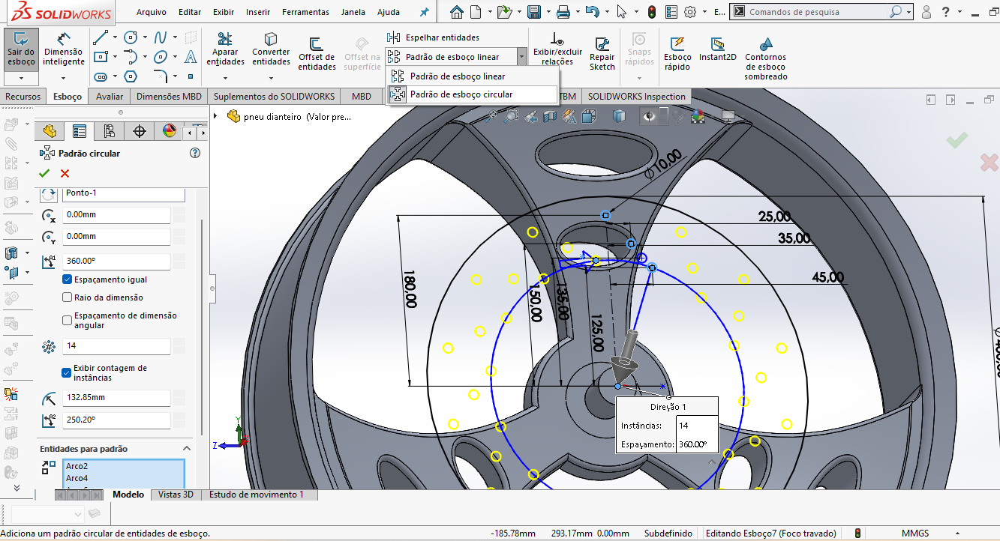 SOLIDWORKS
Arquivo
Editar
Exibir
Inserir
Ferramentas
Janela
Ajuda
E...
Comandos de pesquisa
Sair do esboço
Dimensão inteligente
Aparar entidades
Converter entidades
Offset de entidades
Offset na superfície
Espelhar entidades
Padrão de esboço linear
Padrão de esboço linear
Padrão de esboço circular
Exibir/excluir relações
Repair Sketch
Snaps rápidos
Esboço rápido
Instant2D
Contornos de esboço sombreado
Recursos
Esboço
Avaliar
Dimensões MBD
Suplementos do SOLIDWORKS
MBD
TBM
SOLIDWORKS Inspection
pneu dianteiro (Valor pre...
Padrão circular
Ponto-1
0.00mm
0.00mm
360.00º
Espaçamento igual
Raio da dimensão
Espaçamento de dimensão
angular
14
Exibir contagem de
instâncias
132.85mm
250.20º
Entidades para padrão
Arco2
Arco4
Ø10,00
25,00
35,00
45,00
180,00
150,00
135,00
125,00
Direção 1
Instâncias: 14
Espaçamento: 360.00º
Y
Z
Modelo
Vistas 3D
Estudo de movimento 1
Adiciona um padrão circular de entidades de esboço.
-185.78mm
293.17mm
0.00mm
Subdefinido
Editando Esboço7 (Foco travado)
MMGS